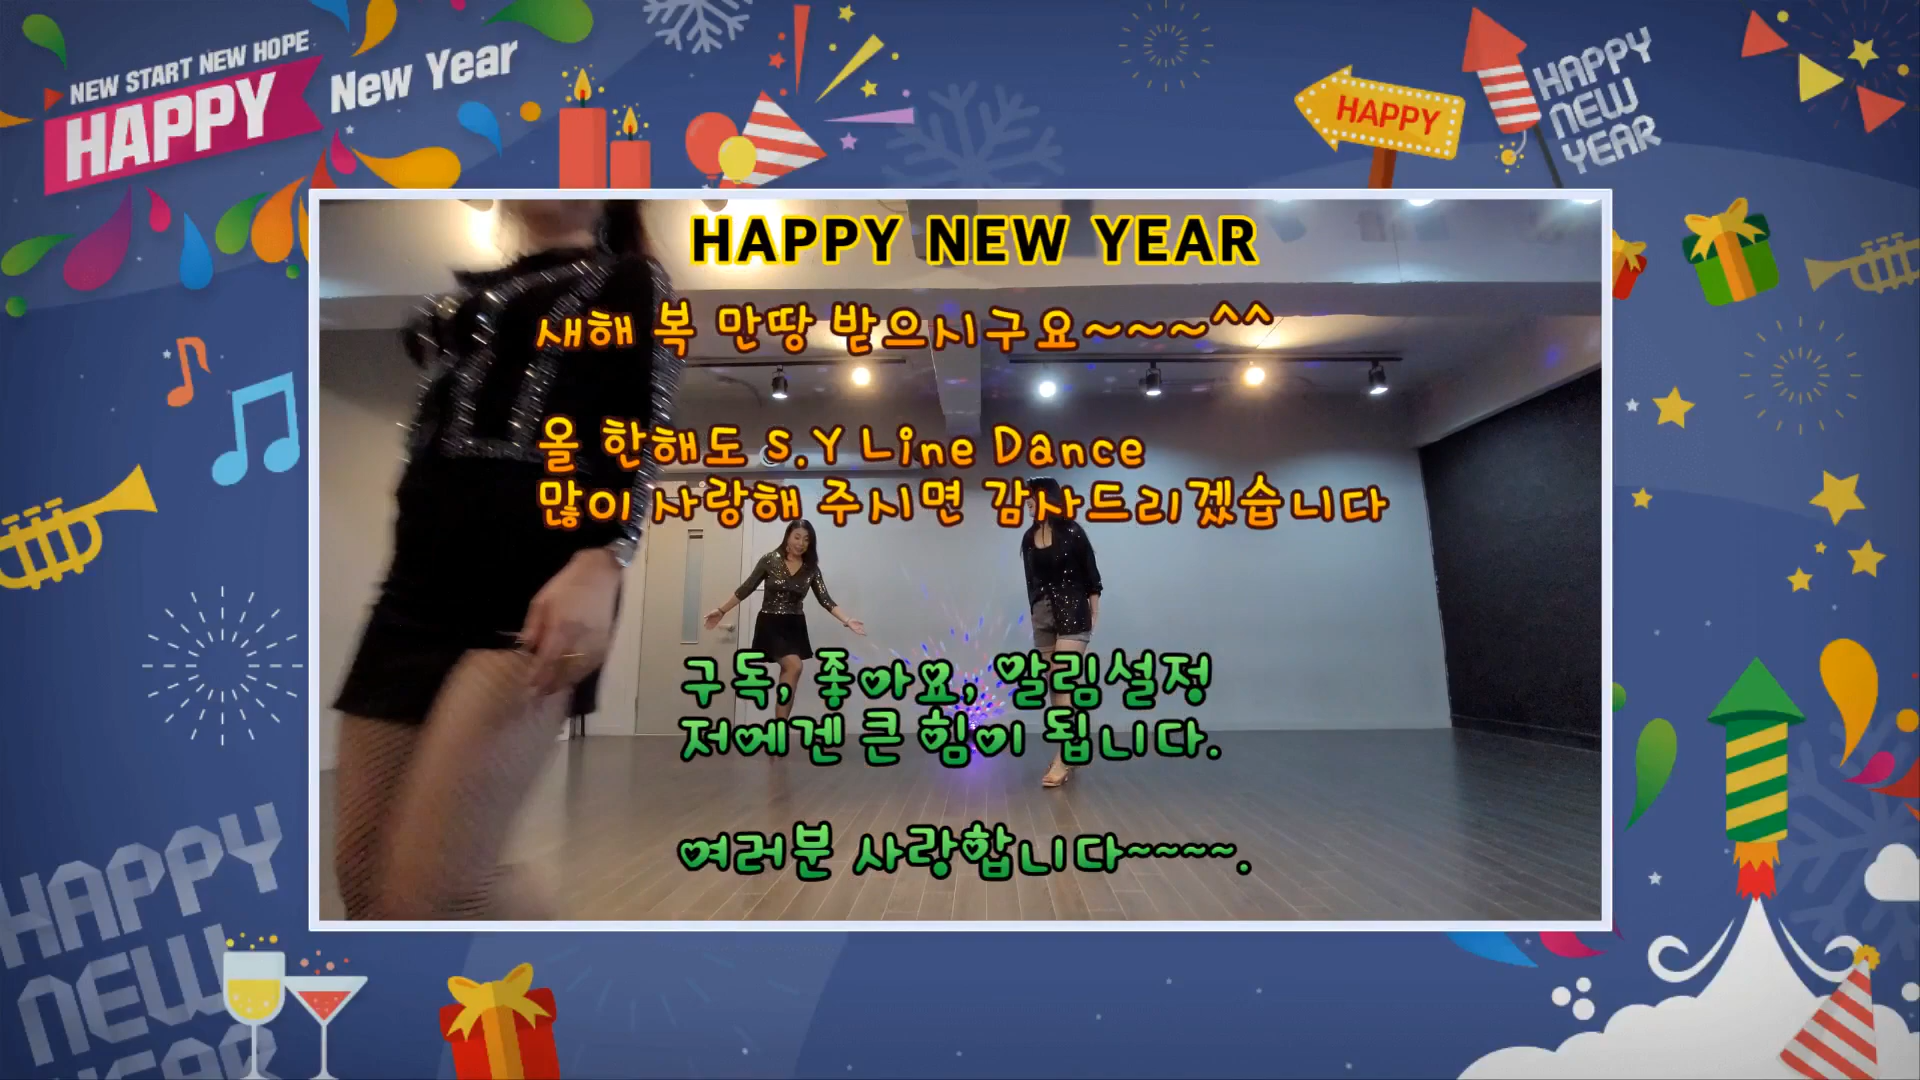 NEW START NEW HOPE
HAPPY New Year
HAPPY
HAPPY
NEW
YEAR
HAPPY NEW YEAR
새해 복 만땅 받으시구요~~~^^
올 한해도 S.Y Line Dance
많이 사랑해 주시면 감사드리겠습니다
구독, 좋아요, 알림설정
저에겐 큰 힘이 됩니다.
여러분 사랑합니다~~~~.
HAPPY
NEW
YEAR